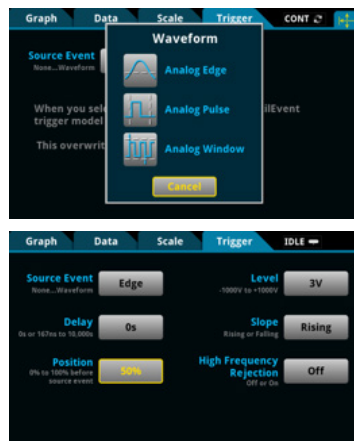 Graph Data Scale Trigger CONT
Waveform
Source Event
None...Waveform
Analog Edge
When you sele
ilEvent
trigger model
Analog Pulse
This overwrit
Analog Window
Cancel
Graph Data Scale Trigger IDLE
Source Event
None...Waveform
Edge
Level
-1000V to +1000V
3V
Delay
0s or 167ns to 10,000s
0s
Slope
Rising or Falling
Rising
Position
0% to 100% before
source event
50%
High Frequency
Rejection
Off or On
Off